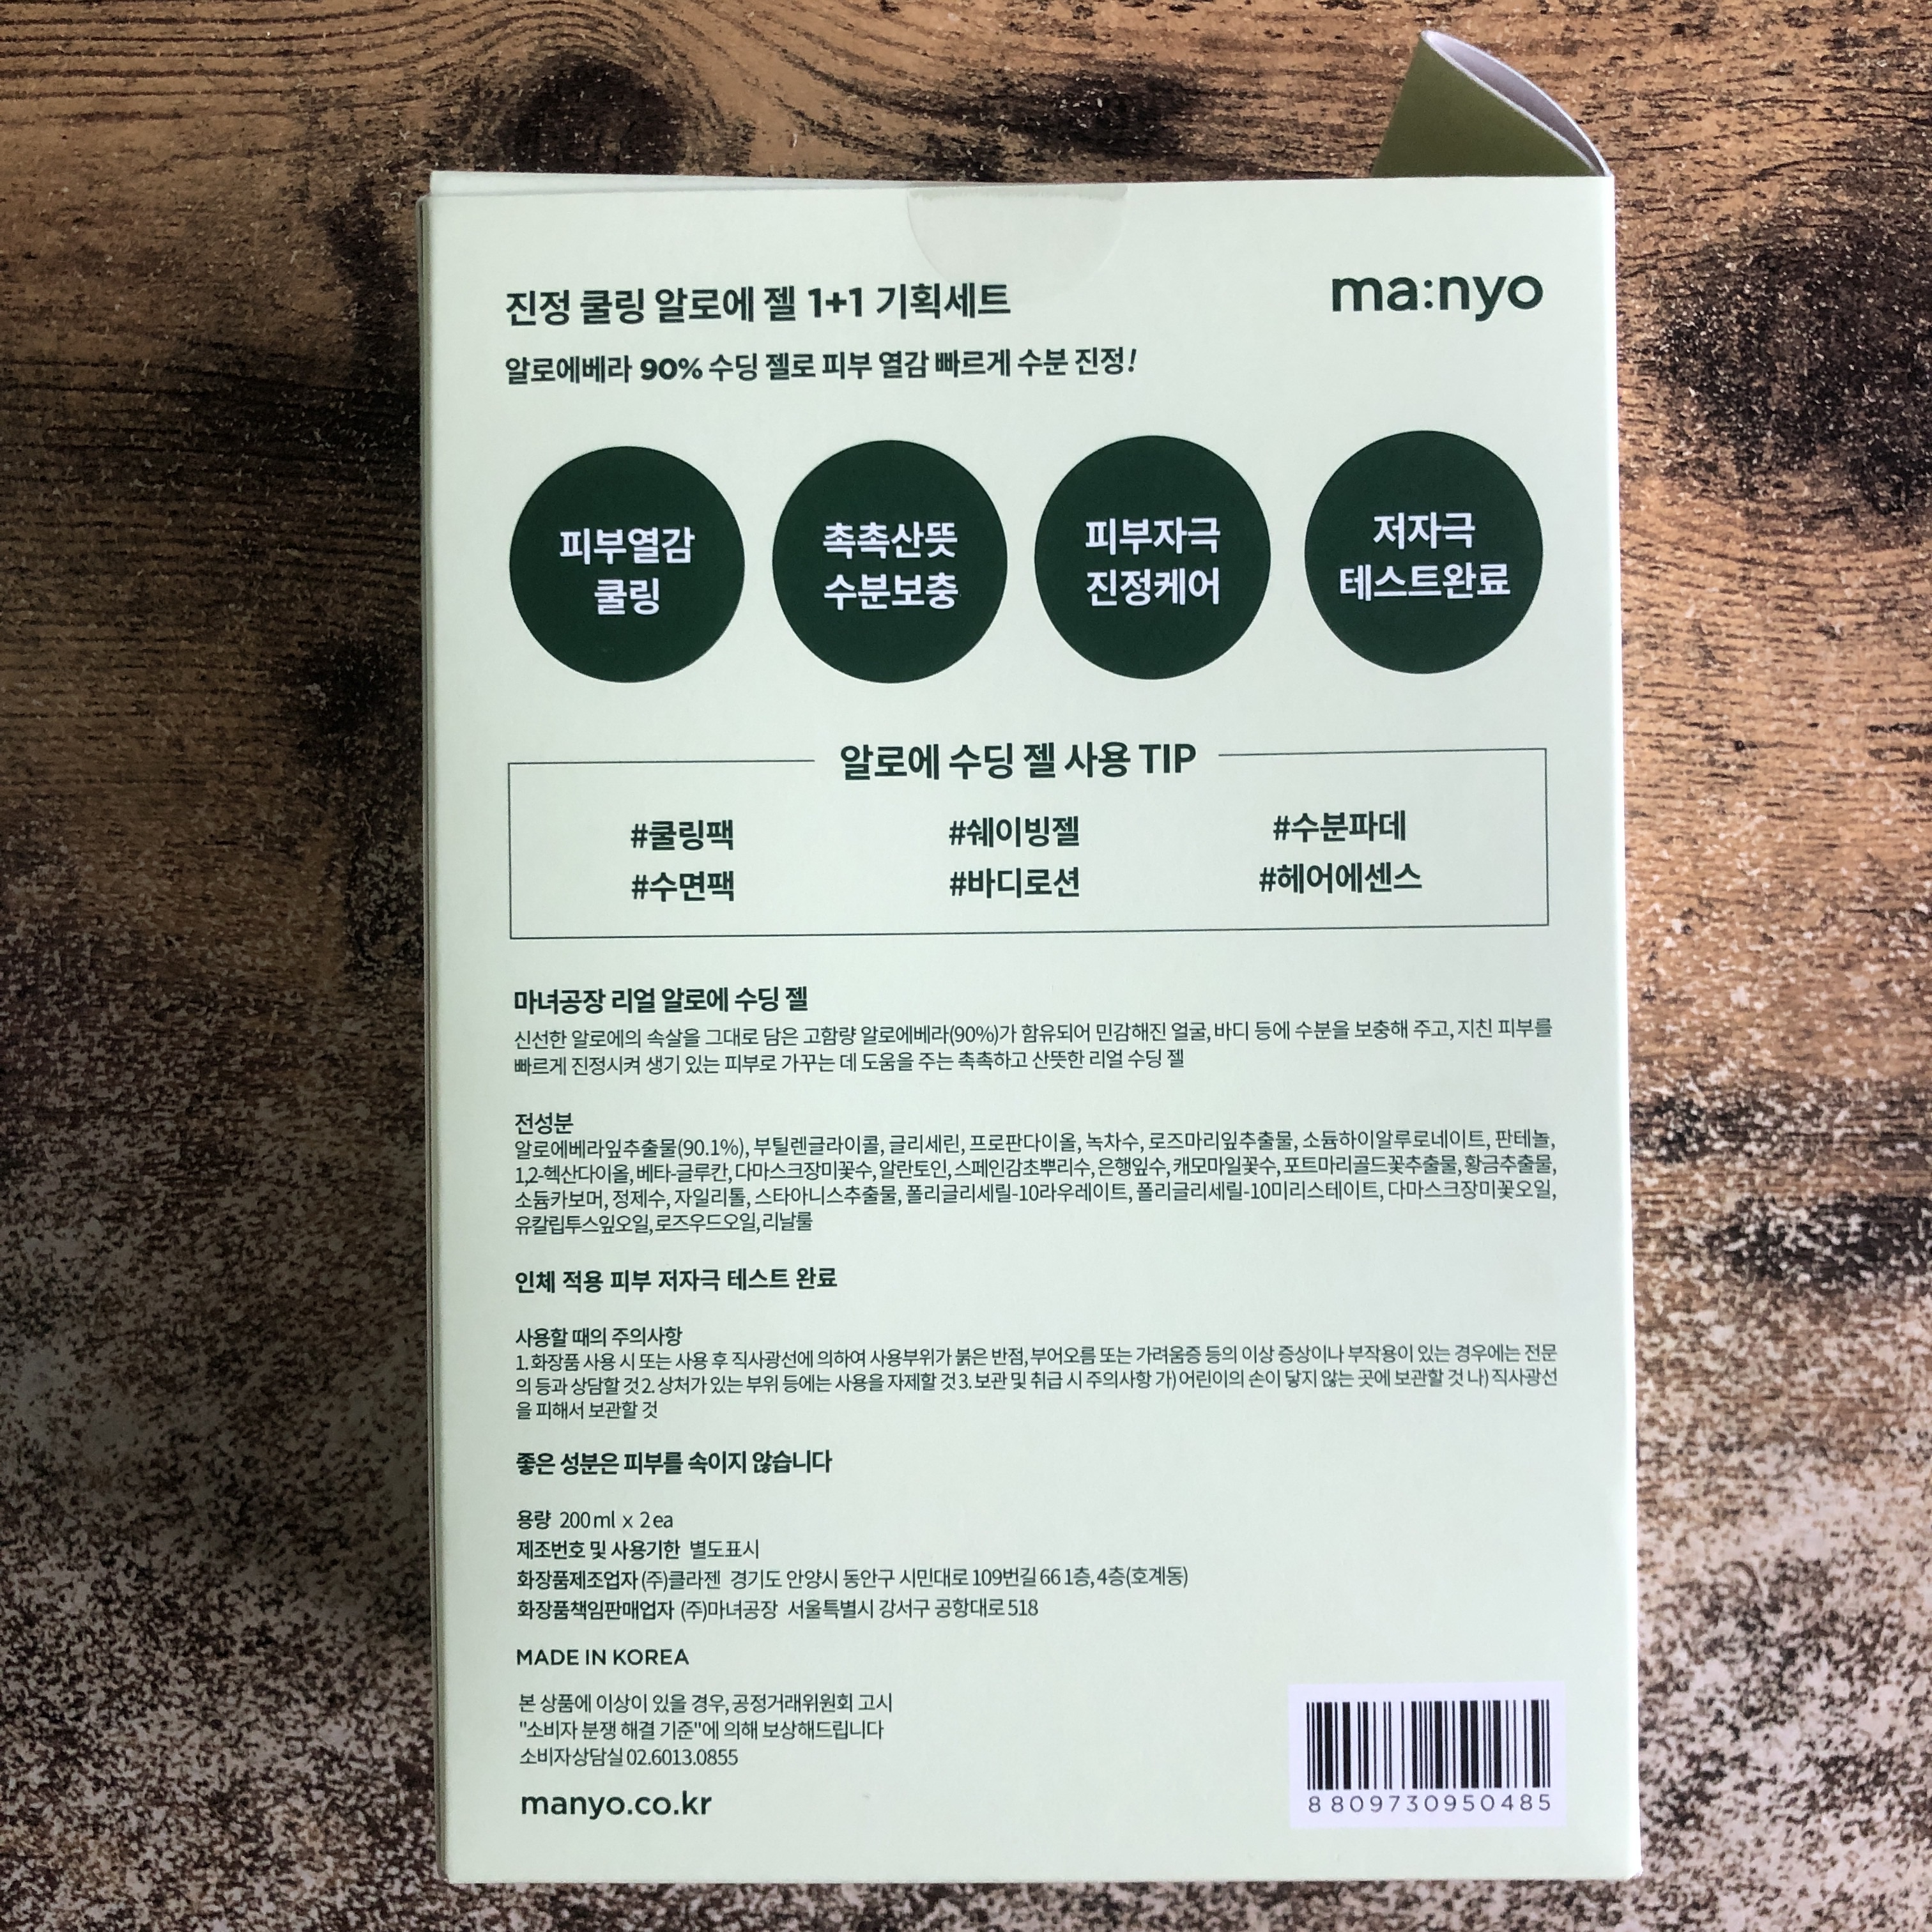 진정 쿨링 알로에 젤 1+1 기획세트
ma:nyo
알로에베라 90% 수딩 젤로 피부 열감 빠르게 수분 진정!
피부열감
쿨링
촉촉산뜻
수분보충
피부자극
진정케어
저자극
테스트완료
알로에 수딩 젤 사용 TIP
#쿨링팩 #쉐이빙젤 #수분파데
#수면팩 #바디로션 #헤어에센스
마녀공장 리얼 알로에 수딩 젤
신선한 알로에의 속살을 그대로 담은 고함량 알로에베라(90%)가 함유되어 민감해진 얼굴, 바디 등에 수분을 보충해 주고, 지친 피부를
빠르게 진정시켜 생기 있는 피부로 가꾸는 데 도움을 주는 촉촉하고 산뜻한 리얼 수딩 젤
전성분
알로에베라잎추출물(90.1%), 부틸렌글라이콜, 글리세린, 프로판다이올, 녹차수, 로즈마리잎추출물, 소듐하이알루로네이트, 판테놀,
1,2-헥산다이올, 베타-글루칸, 다마스크장미꽃수, 알란토인, 스페인감초뿌리수, 은행잎수, 캐모마일꽃수, 포트마리골드꽃추출물, 황금추출물,
소듐카보머, 정제수, 자일리톨, 스타아니스추출물, 폴리글리세릴-10라우레이트, 폴리글리세릴-10미리스테이트, 다마스크장미꽃오일,
유칼립투스잎오일, 로즈우드오일, 리날룰
인체 적용 피부 저자극 테스트 완료
사용할 때의 주의사항
1. 화장품 사용 시 또는 사용 후 직사광선에 의하여 사용부위가 붉은 반점, 부어오름 또는 가려움증 등의 이상 증상이나 부작용이 있는 경우에는 전문
의 등과 상담할 것 2. 상처가 있는 부위 등에는 사용을 자제할 것 3. 보관 및 취급 시 주의사항 가) 어린이의 손이 닿지 않는 곳에 보관할 것 나) 직사광선
을 피해서 보관할 것
좋은 성분은 피부를 속이지 않습니다
용량 200ml x 2ea
제조번호 및 사용기한 별도표시
화장품제조업자 (주)클라젠 경기도 안양시 동안구 시민대로 109번길 66 1층, 4층(호계동)
화장품책임판매업자 (주)마녀공장 서울특별시 강서구 공항대로 518
MADE IN KOREA
본 상품에 이상이 있을 경우, 공정거래위원회 고시
"소비자 분쟁 해결 기준"에 의해 보상해드립니다
소비자상담실 02.6013.0855
manyo.co.kr
8 809730950485